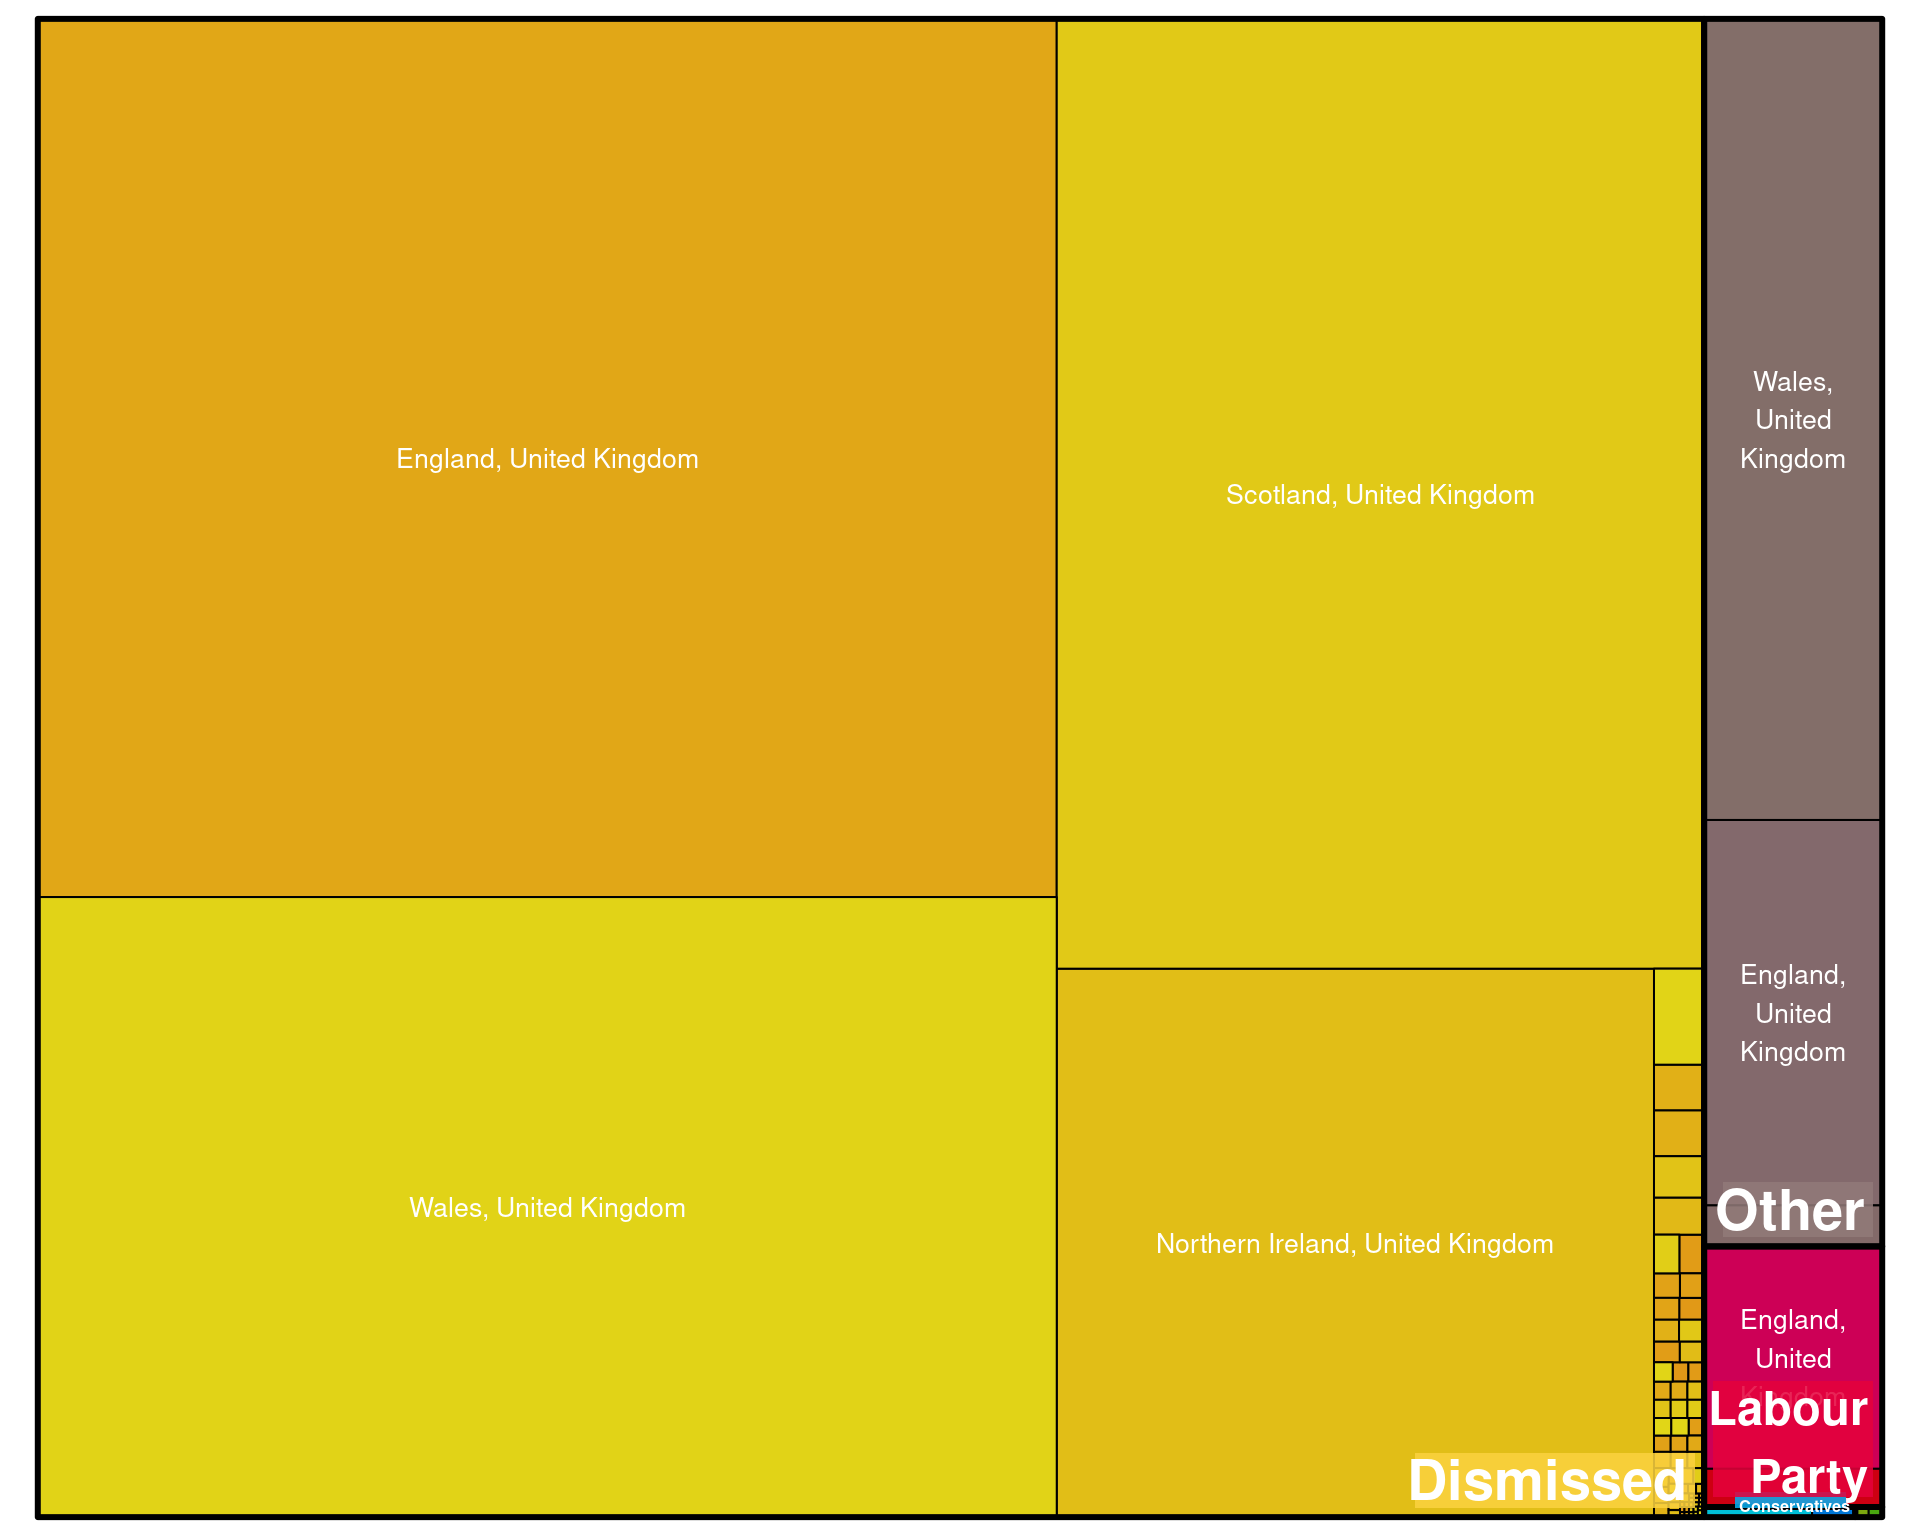 England, United Kingdom
Scotland, United Kingdom
Wales, United Kingdom
Northern Ireland, United Kingdom
Dismissed
Wales,
United
Kingdom
England,
United
Kingdom
Other
England,
United
Kingdom
Labour
Party
Conservatives